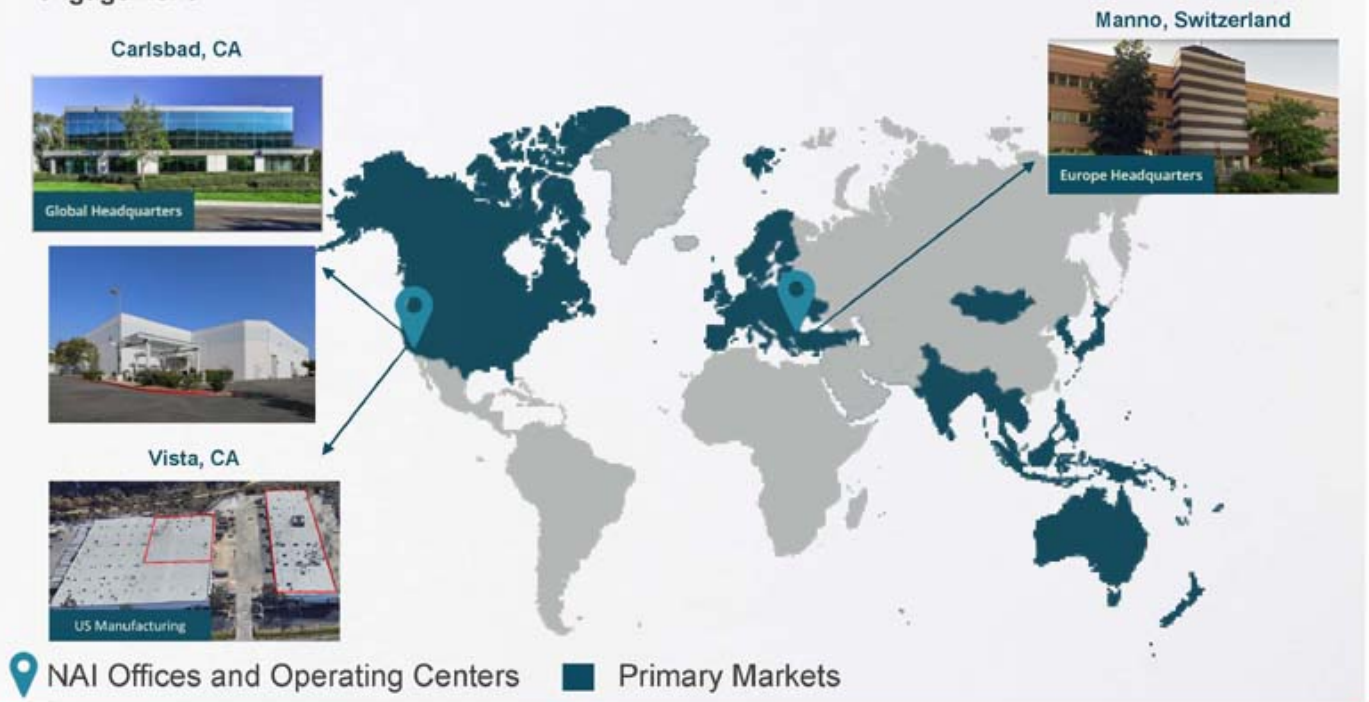 Carlsbad, CA
Global Headquarters
Vista, CA
US Manufacturing
Manno, Switzerland
Europe Headquarters
NAI Offices and Operating Centers
Primary Markets